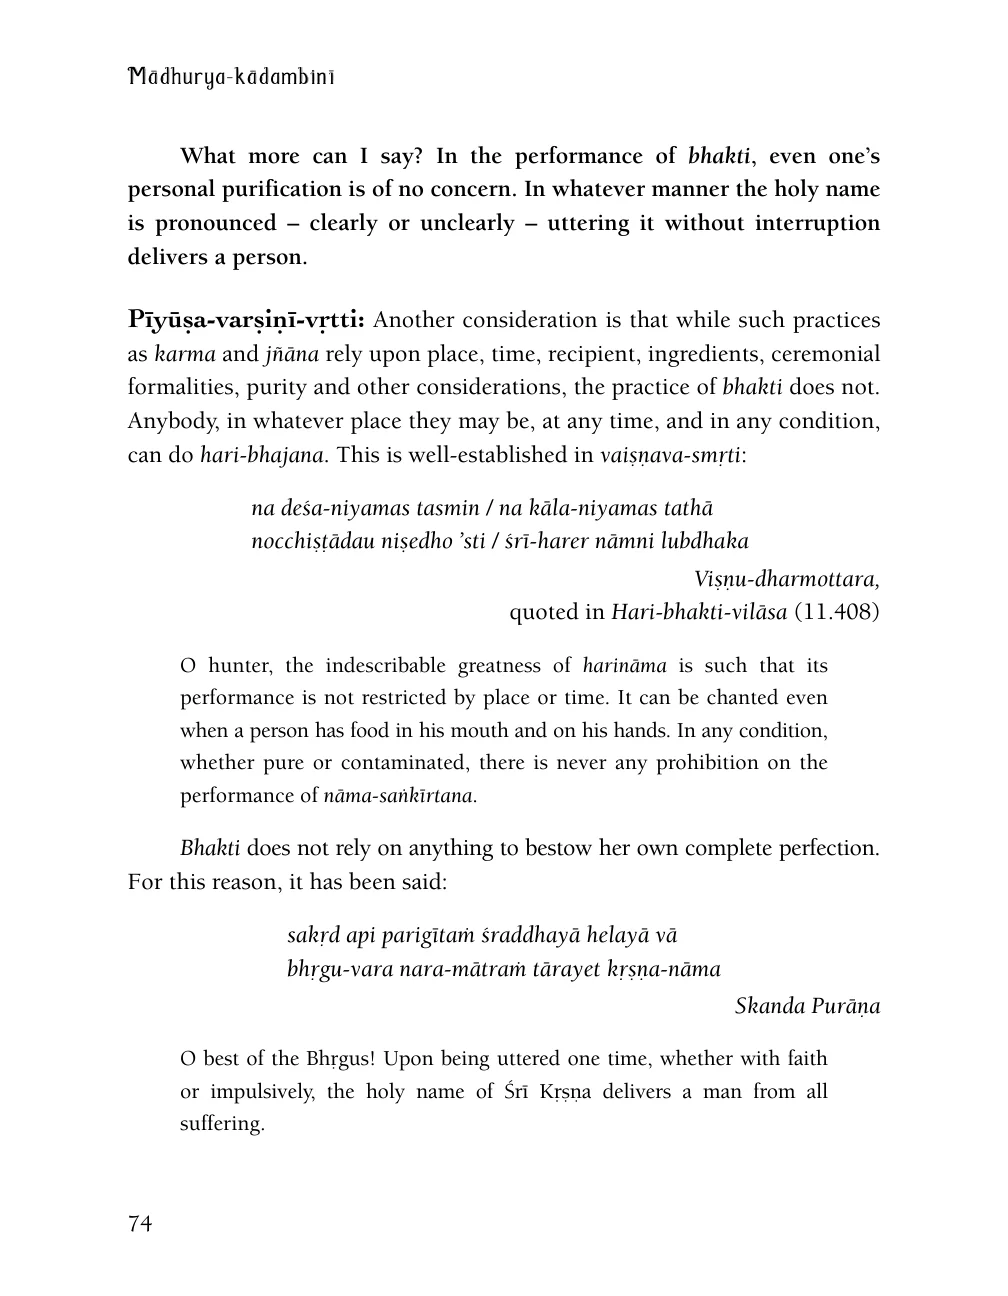 Mādhurya-kādambinī
What more can I say? In the performance of bhakti, even one’s
personal purification is of no concern. In whatever manner the holy name
is pronounced – clearly or unclearly – uttering it without interruption
delivers a person.
Pīyūṣa-varṣiṇī-vṛtti: Another consideration is that while such practices
as karma and jñāna rely upon place, time, recipient, ingredients, ceremonial
formalities, purity and other considerations, the practice of bhakti does not.
Anybody, in whatever place they may be, at any time, and in any condition,
can do hari-bhajana. This is well-established in vaiṣṇava-smṛti:
na deśa-niyamas tasmin / na kāla-niyamas tathā
nocchiṣṭādau niṣedho ’sti / śrī-harer nāmni lubdhaka
Viṣṇu-dharmottara,
quoted in Hari-bhakti-vilāsa (11.408)
O hunter, the indescribable greatness of harināma is such that its
performance is not restricted by place or time. It can be chanted even
when a person has food in his mouth and on his hands. In any condition,
whether pure or contaminated, there is never any prohibition on the
performance of nāma-saṅkīrtana.
Bhakti does not rely on anything to bestow her own complete perfection.
For this reason, it has been said:
sakṛd api parigītaṁ śraddhayā helayā vā
bhṛgu-vara nara-mātraṁ tārayet kṛṣṇa-nāma
Skanda Purāṇa
O best of the Bhṛgus! Upon being uttered one time, whether with faith
or impulsively, the holy name of Śrī Kṛṣṇa delivers a man from all
suffering.
74